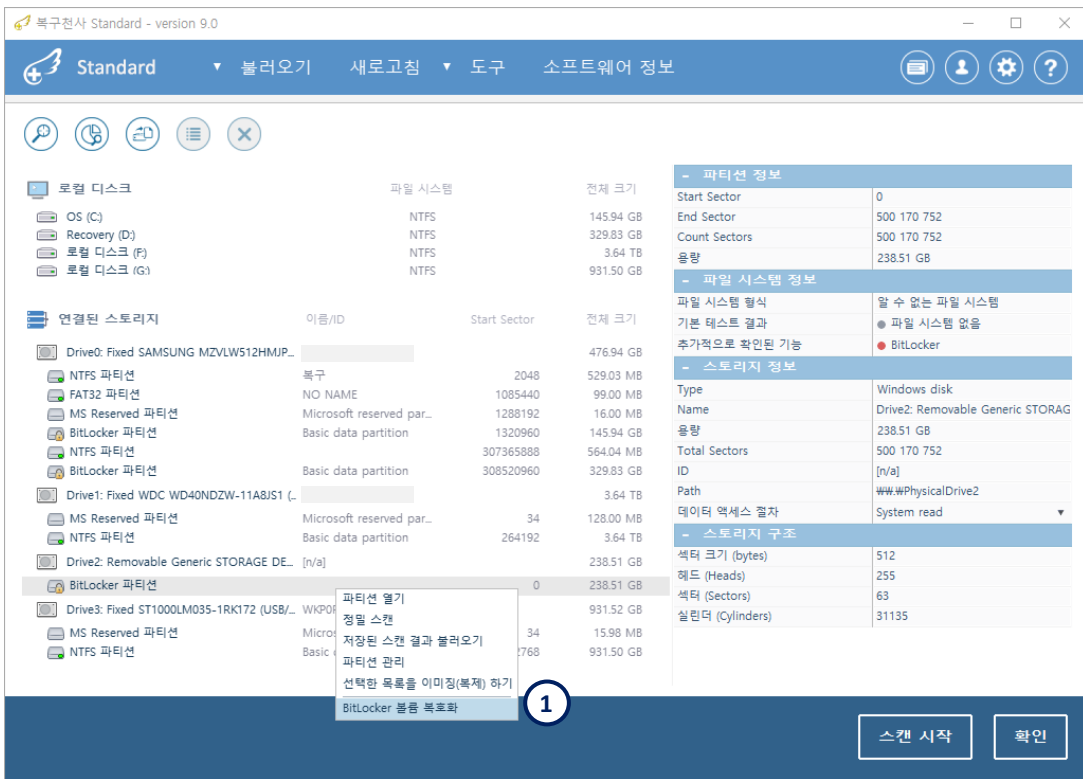 복구천사 Standard - version 9.0
Standard ▼ 불러오기 새로고침 ▼ 도구 소프트웨어 정보
로컬 디스크 파일 시스템 전체 크기
OS (C:) NTFS 145.94 GB
Recovery (D:) NTFS 329.83 GB
로컬 디스크 (F:) NTFS 3.64 TB
로컬 디스크 (G:) NTFS 931.50 GB
연결된 스토리지 이름/ID Start Sector 전체 크기
Drive0: Fixed SAMSUNG MZVLW512HMJP... 476.94 GB
NTFS 파티션 복구 2048 529.03 MB
FAT32 파티션 NO NAME 1085440 99.00 MB
MS Reserved 파티션 Microsoft reserved par... 1288192 16.00 MB
BitLocker 파티션 Basic data partition 1320960 145.94 GB
NTFS 파티션 307365888 564.04 MB
BitLocker 파티션 Basic data partition 308520960 329.83 GB
Drive1: Fixed WDC WD40NDZW-11A8JS1 (... 3.64 TB
MS Reserved 파티션 Microsoft reserved par... 34 128.00 MB
NTFS 파티션 Basic data partition 264192 3.64 TB
Drive2: Removable Generic STORAGE DE... [n/a] 238.51 GB
BitLocker 파티션 0 238.51 GB
Drive3: Fixed ST1000LM035-1RK172 (USB/... 931.52 GB
MS Reserved 파티션 34 15.98 MB
NTFS 파티션 Basic 2768 931.50 GB
파티션 열기
정밀 스캔
저장된 스캔 결과 불러오기
파티션 관리
선택한 목록을 이미징(복제) 하기
BitLocker 볼륨 복호화
1
- 파티션 정보
Start Sector 0
End Sector 500 170 752
Count Sectors 500 170 752
용량 238.51 GB
- 파일 시스템 정보
파일 시스템 형식 알 수 없는 파일 시스템
기본 테스트 결과 파일 시스템 없음
추가적으로 확인된 기능 BitLocker
- 스토리지 정보
Type Windows disk
Name Drive2: Removable Generic STORAG
용량 238.51 GB
Total Sectors 500 170 752
ID [n/a]
Path ₩₩.₩PhysicalDrive2
데이터 액세스 절차 System read ▼
- 스토리지 구조
섹터 크기 (bytes) 512
헤드 (Heads) 255
섹터 (Sectors) 63
실린더 (Cylinders) 31135
스캔 시작 확인